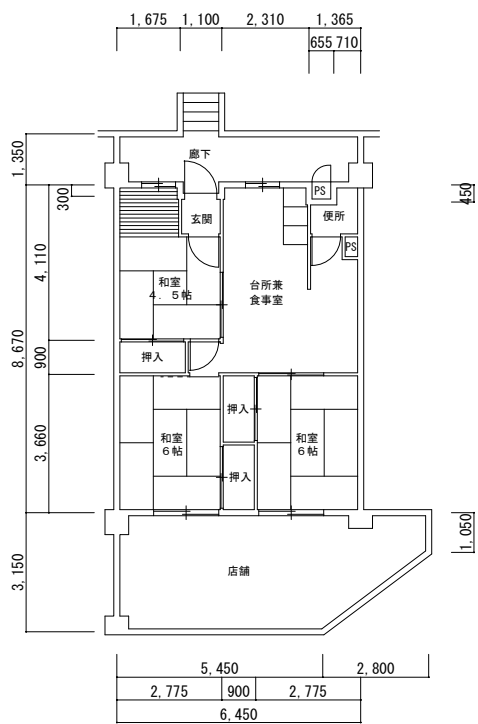 1,675
1,100
2,310
1,365
655
710
1,350
廊下
300
450
PS
玄関
便所
PS
4,110
和室
4．5帖
台所兼
食事室
8,670
900
押入
3,660
和室
6帖
押入
押入
和室
6帖
3,150
店舗
1,050
5,450
2,800
2,775
900
2,775
6,450